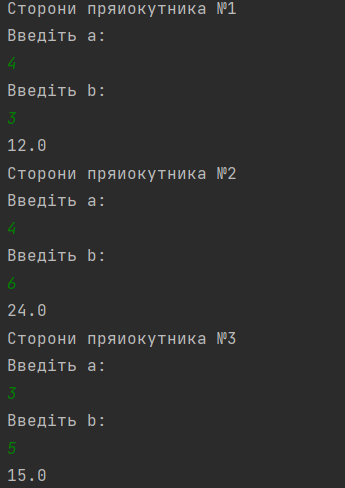 Сторони пряиокутника №1
Введіть a:
4
Введіть b:
3
12.0
Сторони пряиокутника №2
Введіть a:
4
Введіть b:
6
24.0
Сторони пряиокутника №3
Введіть a:
3
Введіть b:
5
15.0